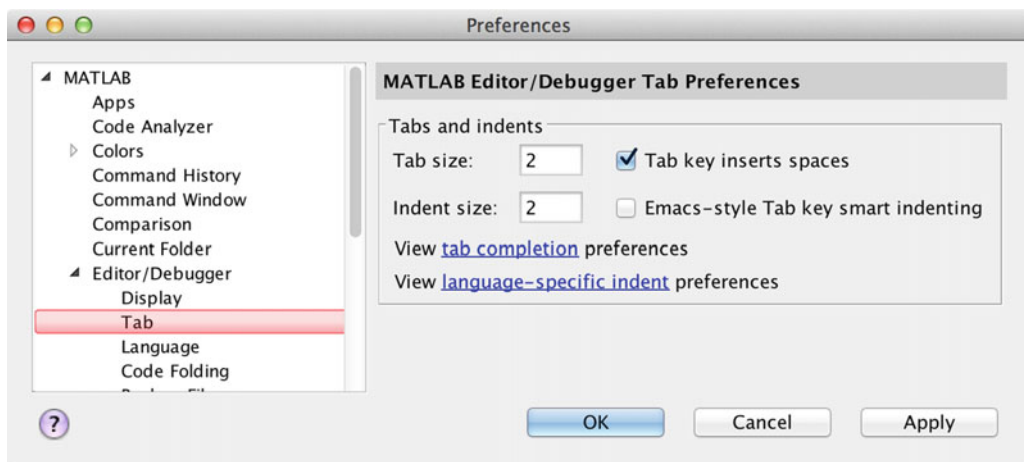 Preferences
MATLAB
Apps
Code Analyzer
Colors
Command History
Command Window
Comparison
Current Folder
Editor/Debugger
Display
Tab
Language
Code Folding
MATLAB Editor/Debugger Tab Preferences
Tabs and indents
Tab size: 2 Tab key inserts spaces
Indent size: 2 Emacs-style Tab key smart indenting
View tab completion preferences
View language-specific indent preferences
? OK Cancel Apply